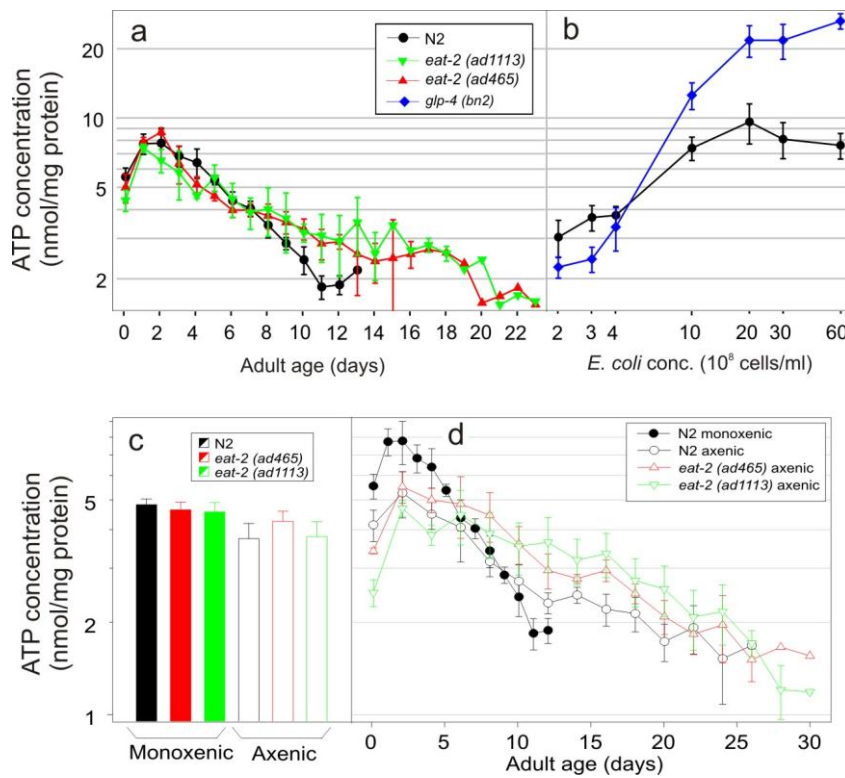 a
N2
eat-2 (ad1113)
eat-2 (ad465)
glp-4 (bn2)
b
ATP concentration
(nmol/mg protein)
20
10
5
2
0 2 4 6 8 10 12 14 16 18 20 22
Adult age (days)
2 3 4 10 20 30 60
E. coli conc. (10⁸ cells/ml)
c
N2
eat-2 (ad465)
eat-2 (ad1113)
d
N2 monoxenic
N2 axenic
eat-2 (ad465) axenic
eat-2 (ad1113) axenic
ATP concentration
(nmol/mg protein)
5
2
1
Monoxenic Axenic
0 5 10 15 20 25 30
Adult age (days)